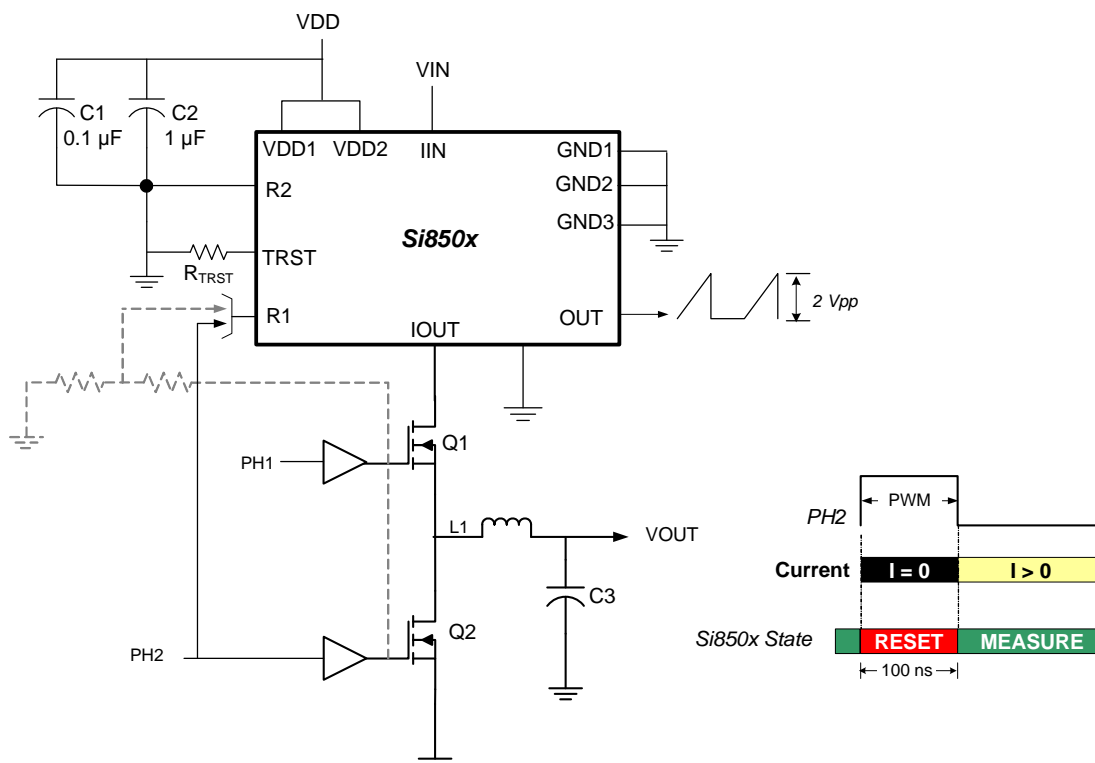 VDD
VIN
C1
0.1 µF
C2
1 µF
VDD1
VDD2
IIN
GND1
GND2
GND3
R2
TRST
RTRST
R1
Si850x
OUT
IOUT
2 Vpp
Q1
PH1
L1
VOUT
C3
Q2
PH2
PH2
PWM
Current
I = 0
I > 0
Si850x State
RESET
MEASURE
100 ns